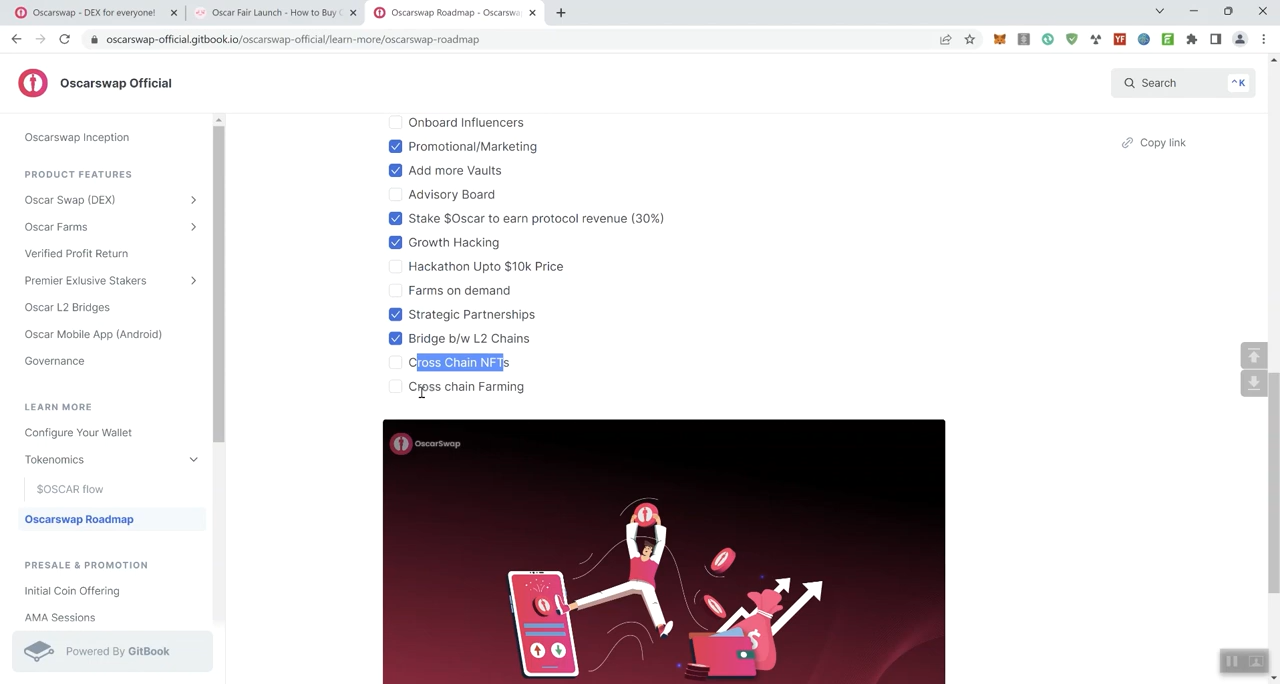 Oscarswap - DEX for everyone!
Oscar Fair Launch - How to Buy
Oscarswap Roadmap - Oscarswa
oscarswap-official.gitbook.io/oscarswap-official/learn-more/oscarswap-roadmap
YF
Oscarswap Official
Search
^K
Oscarswap Inception
PRODUCT FEATURES
Oscar Swap (DEX)
Oscar Farms
Verified Profit Return
Premier Exlusive Stakers
Oscar L2 Bridges
Oscar Mobile App (Android)
Governance
LEARN MORE
Configure Your Wallet
Tokenomics
$OSCAR flow
Oscarswap Roadmap
PRESALE & PROMOTION
Initial Coin Offering
AMA Sessions
Powered By GitBook
Onboard Influencers
Promotional/Marketing
Add more Vaults
Advisory Board
Stake $Oscar to earn protocol revenue (30%)
Growth Hacking
Hackathon Upto $10k Price
Farms on demand
Strategic Partnerships
Bridge b/w L2 Chains
Cross Chain NFTs
Cross chain Farming
OscarSwap
$
Copy link